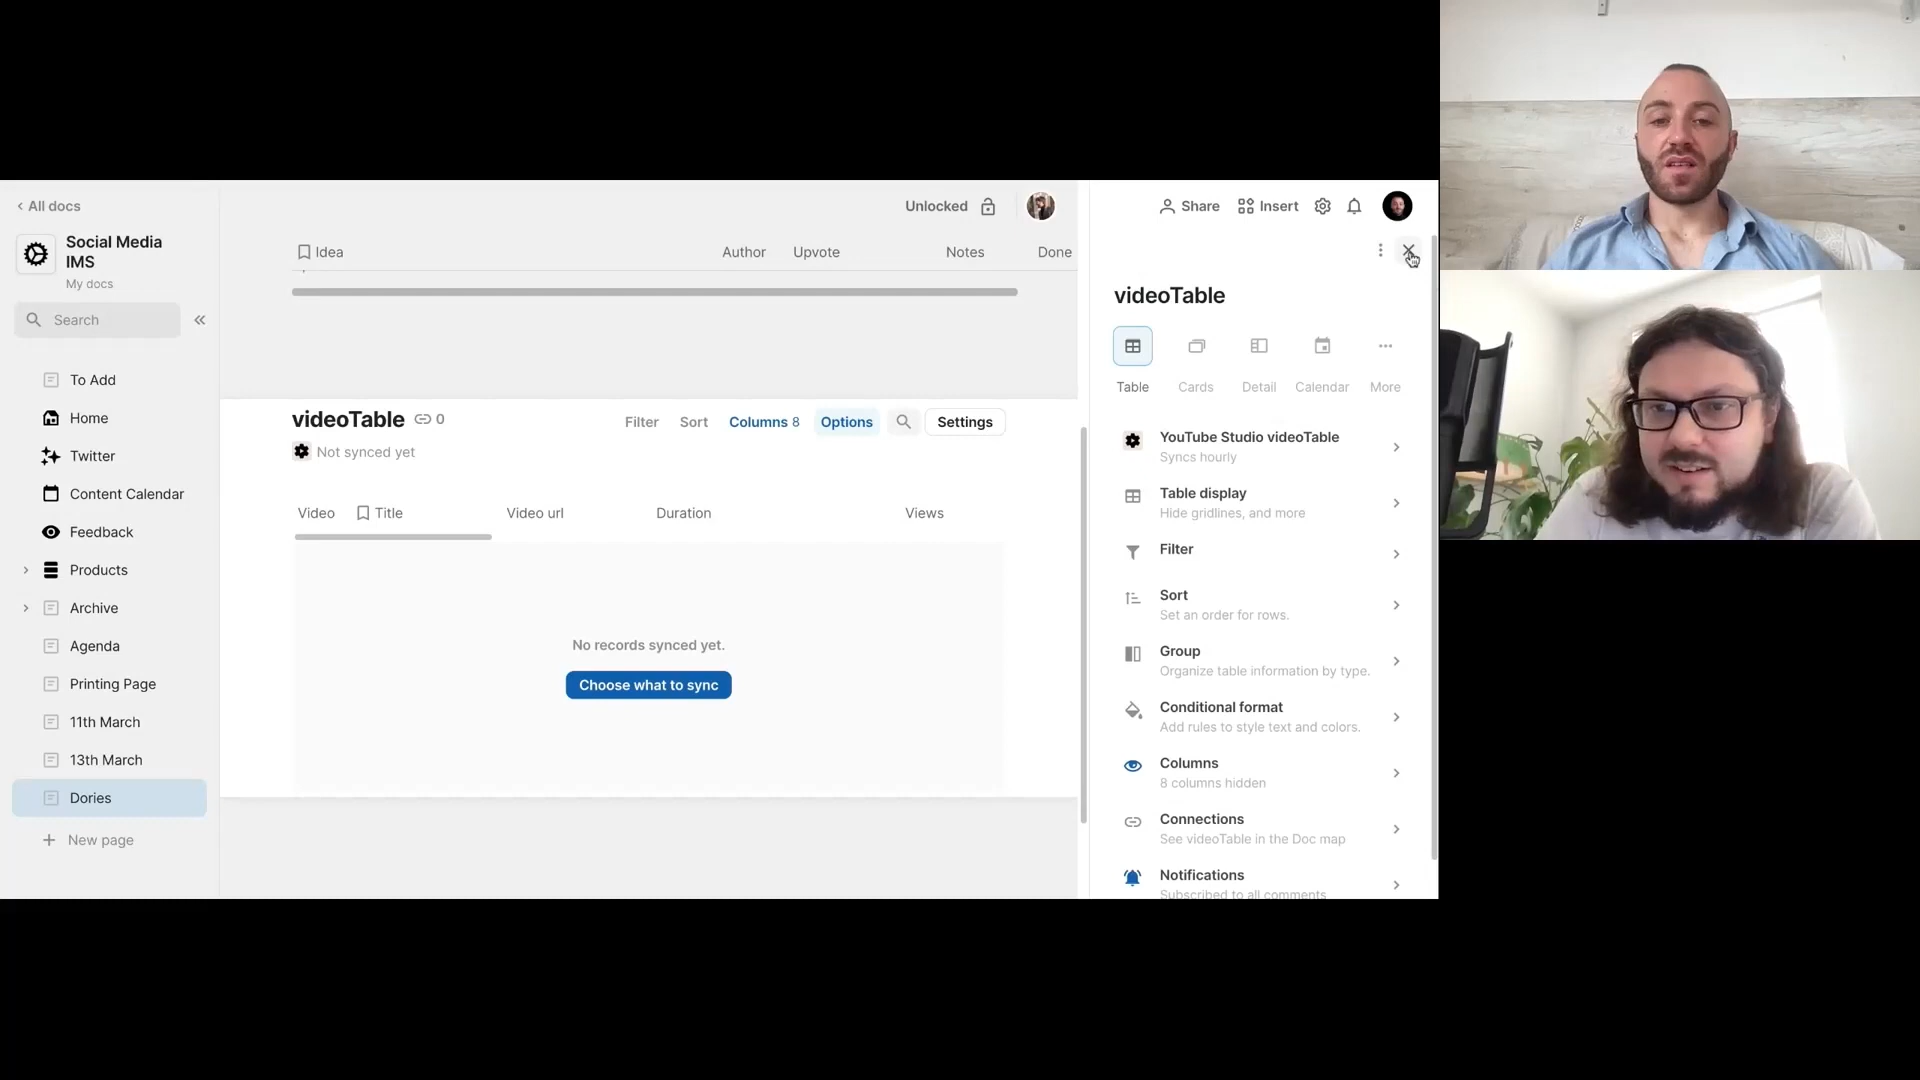 All docs
Social Media
IMS
My docs
Search
To Add
Home
Twitter
Content Calendar
Feedback
Products
Archive
Agenda
Printing Page
11th March
13th March
Dories
New page
Unlocked
Idea Author Upvote Notes Done
videoTable 0
Filter Sort Columns 8 Options Settings
Not synced yet
Video Title Video url Duration Views
No records synced yet.
Choose what to sync
Share Insert
videoTable
Table Cards Detail Calendar More
YouTube Studio videoTable
Syncs hourly
Table display
Hide gridlines, and more
Filter
Sort
Set an order for rows.
Group
Organize table information by type.
Conditional format
Add rules to style text and colors.
Columns
8 columns hidden
Connections
See videoTable in the Doc map
Notifications
Subscribed to all comments